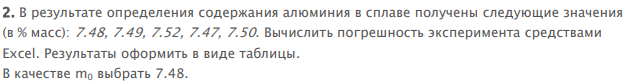 2. В результате определения содержания алюминия в сплаве получены следующие значения
(в % масс): 7.48, 7.49, 7.52, 7.47, 7.50. Вычислить погрешность эксперимента средствами
Excel. Результаты оформить в виде таблицы.
В качестве m₀ выбрать 7.48.